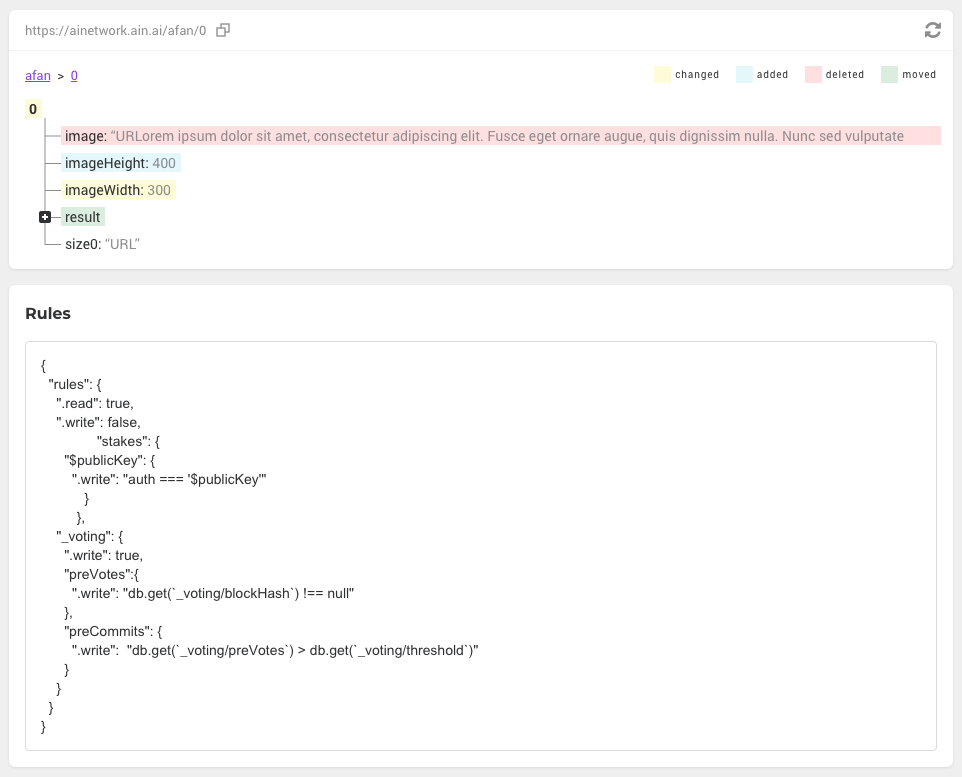 https://ainetwork.ain.ai/afan/0
afan > 0
changed added deleted moved
0
image: “URLorem ipsum dolor sit amet, consectetur adipiscing elit. Fusce eget ornare augue, quis dignissim nulla. Nunc sed vulputate
imageHeight: 400
imageWidth: 300
result
size0: “URL”
Rules
{
"rules": {
".read": true,
".write": false,
"stakes": {
"$publicKey": {
".write": "auth === '$publicKey'"
}
},
"_voting": {
".write": true,
"preVotes":{
".write": "db.get(`_voting/blockHash`) !== null"
},
"preCommits": {
".write":  "db.get(`_voting/preVotes`) > db.get(`_voting/threshold`)"
}
}
}
}